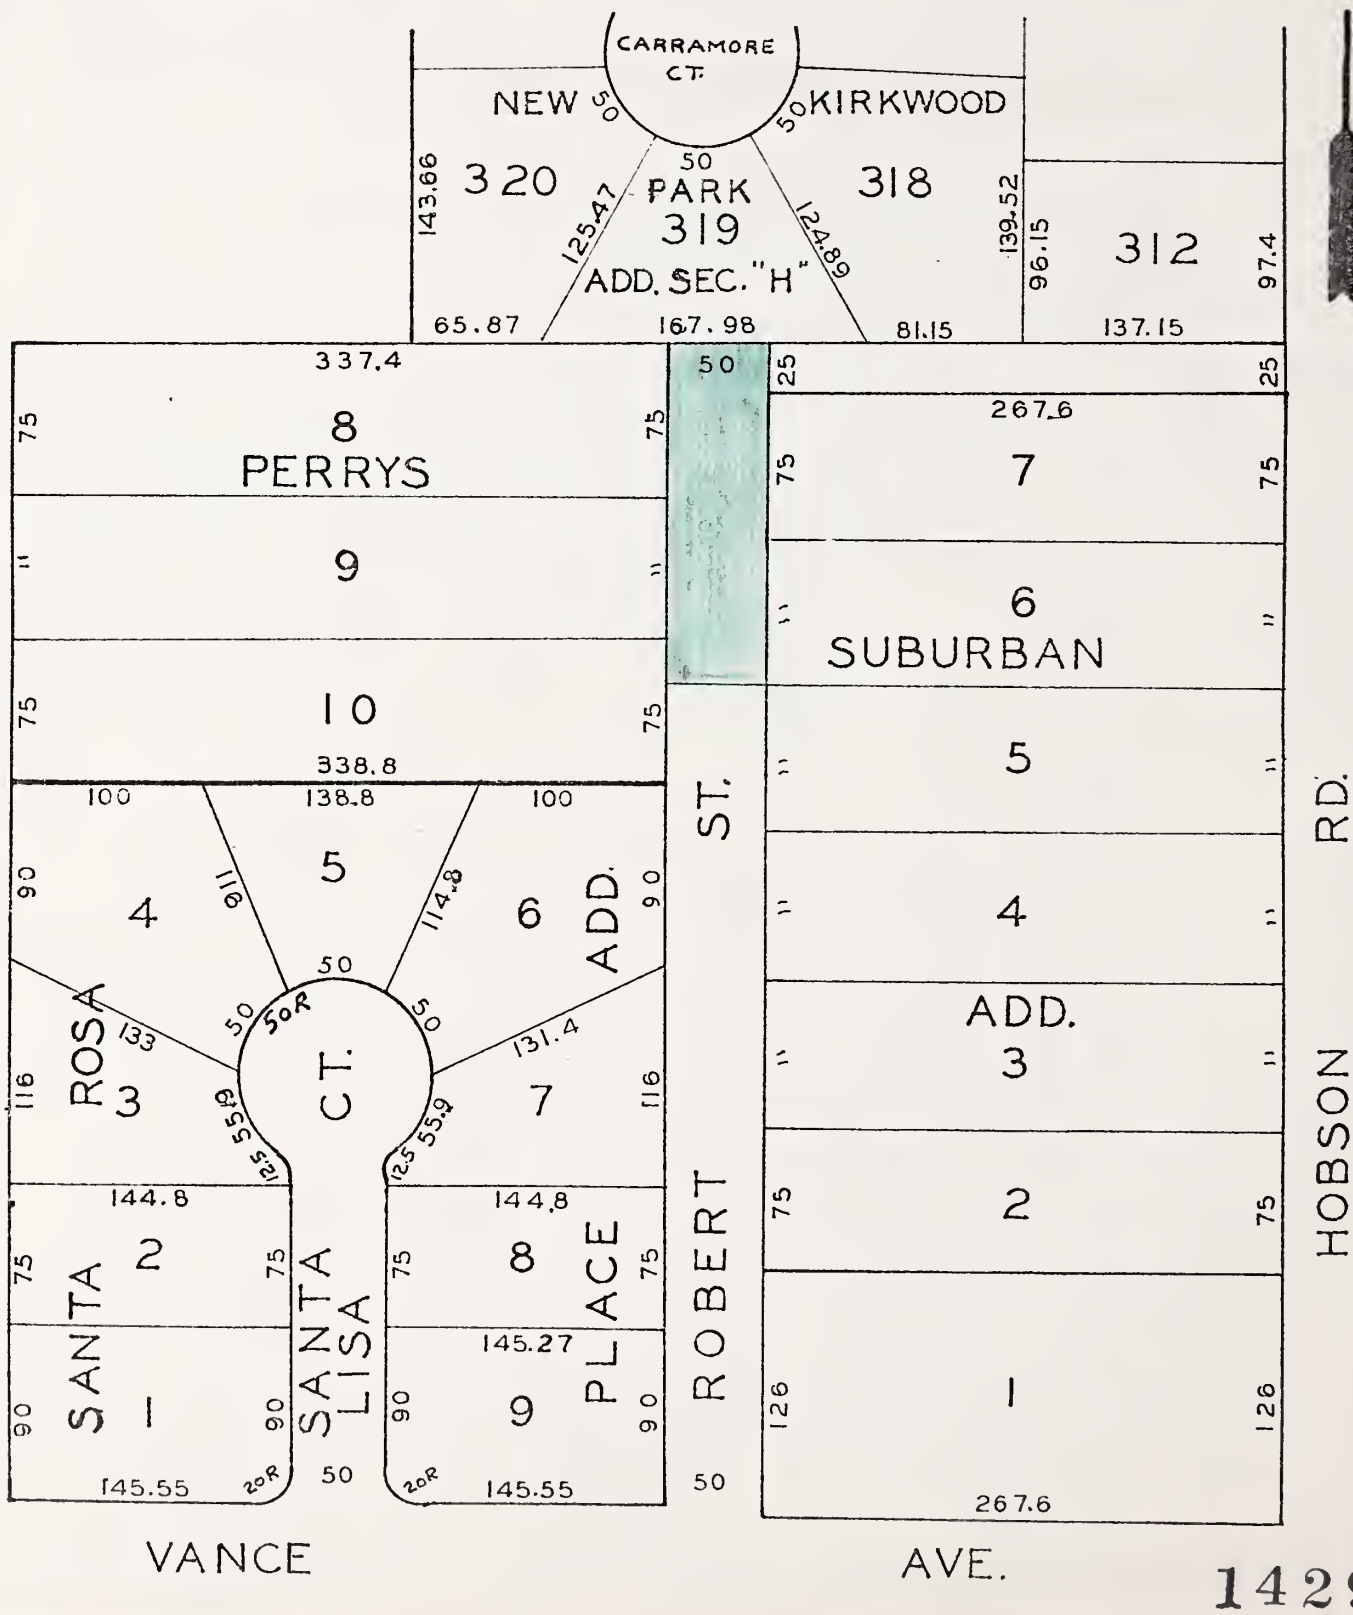 CARRAMORE
CT.
NEW 50 50 KIRKWOOD
143.66 320 125.47 50 124.89 318 139.52
PARK
319
ADD. SEC. "H"
96.15 312 97.4
65.87 167.98 81.15 137.15
337.4 50 25 25
75 8 75 267.6
PERRYS 75 7 75
" 9 "
" 6 "
SUBURBAN
75 10 75
338.8
" 5 "
100 138.8 100
ST.
RD.
90 4 116 5 114.8 6 ADD. 90
" 4 "
50
50 50R 50
ROSA 133 131.4
ADD.
" 3 "
116 3 CT. 7 116
55.9 55.9
12.5 12.5
144.8 144.8
75 2 75
HOBSON
75 2 75 75 8 75
SANTA
SANTA
LISA
PLACE
ROBERT
145.27
90 1 90 90 9 90
126 1 126
145.55 20R 50 20R 145.55 50
267.6
VANCE AVE.
142